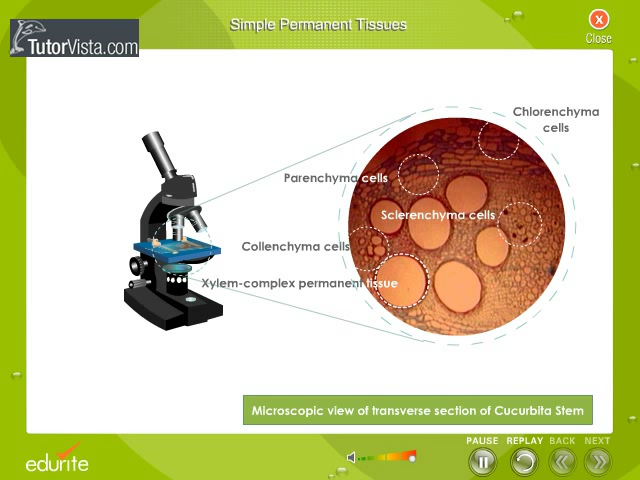 Simple Permanent Tissues
X
Close
TutorVista.com
Chlorenchyma
cells
Parenchyma cells
Sclerenchyma cells
Collenchyma cells
Xylem-complex permanent tissue
Microscopic view of transverse section of Cucurbita Stem
PAUSE REPLAY BACK NEXT
edurite